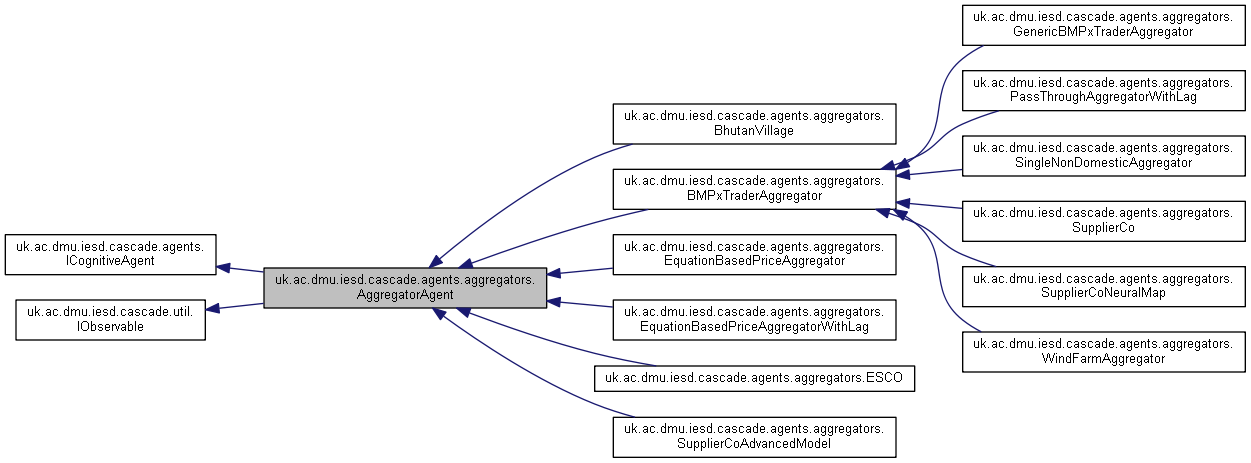 uk.ac.dmu.iesd.cascade.agents.
ICognitiveAgent
uk.ac.dmu.iesd.cascade.util.
IObservable
uk.ac.dmu.iesd.cascade.agents.aggregators.
AggregatorAgent
uk.ac.dmu.iesd.cascade.agents.aggregators.
BhutanVillage
uk.ac.dmu.iesd.cascade.agents.aggregators.
BMPxTraderAggregator
uk.ac.dmu.iesd.cascade.agents.aggregators.
EquationBasedPriceAggregator
uk.ac.dmu.iesd.cascade.agents.aggregators.
EquationBasedPriceAggregatorWithLag
uk.ac.dmu.iesd.cascade.agents.aggregators.ESCO
uk.ac.dmu.iesd.cascade.agents.aggregators.
SupplierCoAdvancedModel
uk.ac.dmu.iesd.cascade.agents.aggregators.
GenericBMPxTraderAggregator
uk.ac.dmu.iesd.cascade.agents.aggregators.
PassThroughAggregatorWithLag
uk.ac.dmu.iesd.cascade.agents.aggregators.
SingleNonDomesticAggregator
uk.ac.dmu.iesd.cascade.agents.aggregators.
SupplierCo
uk.ac.dmu.iesd.cascade.agents.aggregators.
SupplierCoNeuralMap
uk.ac.dmu.iesd.cascade.agents.aggregators.
WindFarmAggregator